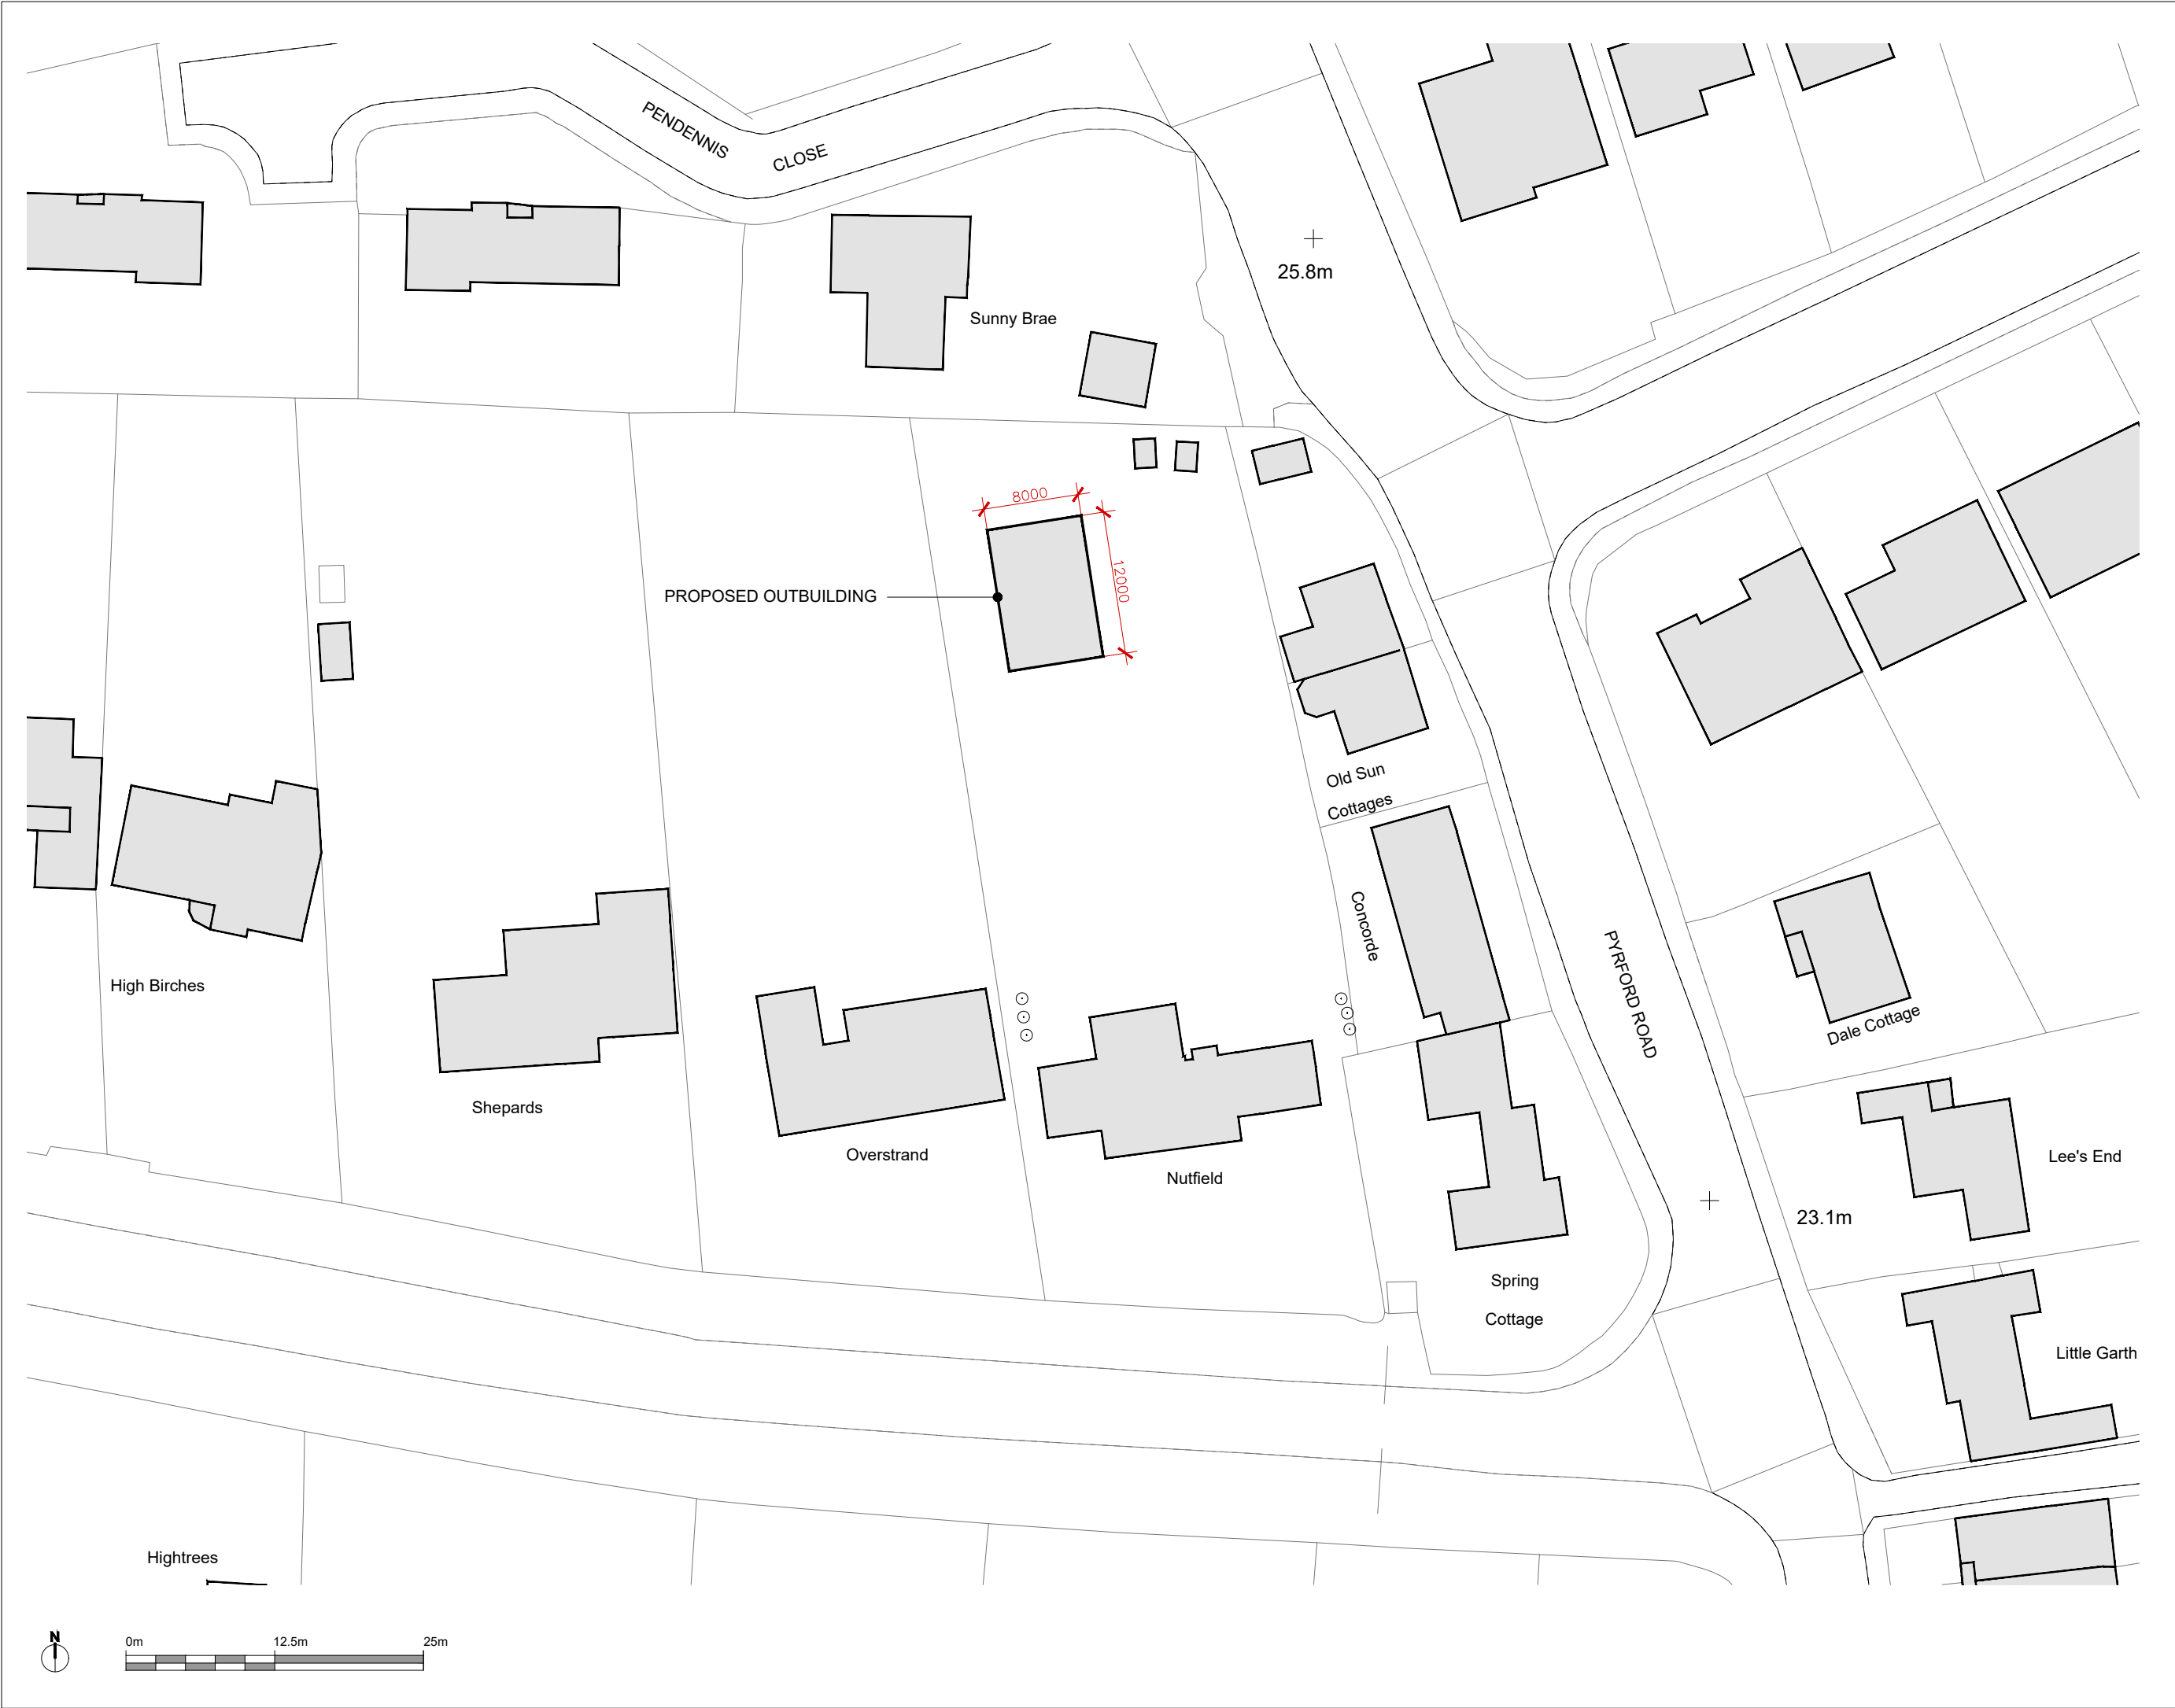 PENDENNIS
CLOSE
25.8m
Sunny Brae
8000
12000
PROPOSED OUTBUILDING
Old Sun
Cottages
Concorde
PYRFORD ROAD
High Birches
Dale Cottage
Shepards
Overstrand
Nutfield
Lee's End
23.1m
Spring
Cottage
Little Garth
Hightrees
N
0m
12.5m
25m